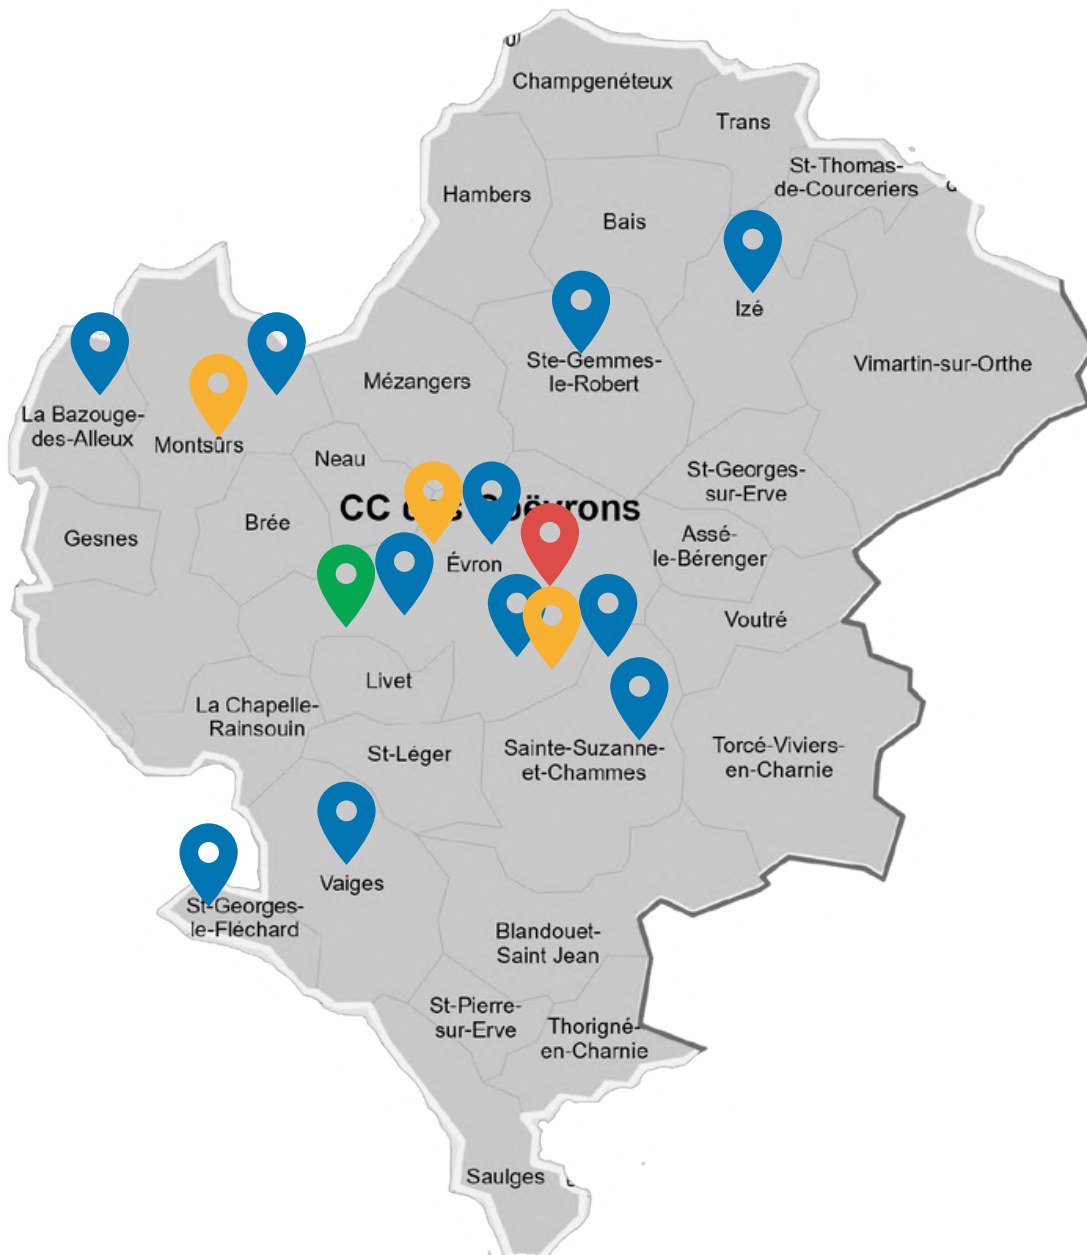 Champgenéteux
Trans
St-Thomas-
de-Courceriers
Hambers
Bais
Izé
Ste-Gemmes-
le-Robert
Vimartin-sur-Orthe
Mézangers
La Bazouge-
des-Alleux
Montsûrs
Neau
St-Georges-
sur-Erve
CC des Coëvrons
Brée
Gesnes
Assé-
le-Bérenger
Évron
Voutré
Livet
La Chapelle-
Rainsouin
St-Léger
Sainte-Suzanne-
et-Chammes
Torcé-Viviers-
en-Charnie
Vaiges
St-Georges-
le-Fléchard
Blandouet-
Saint Jean
St-Pierre-
sur-Erve
Thorigné-
en-Charnie
Saulges